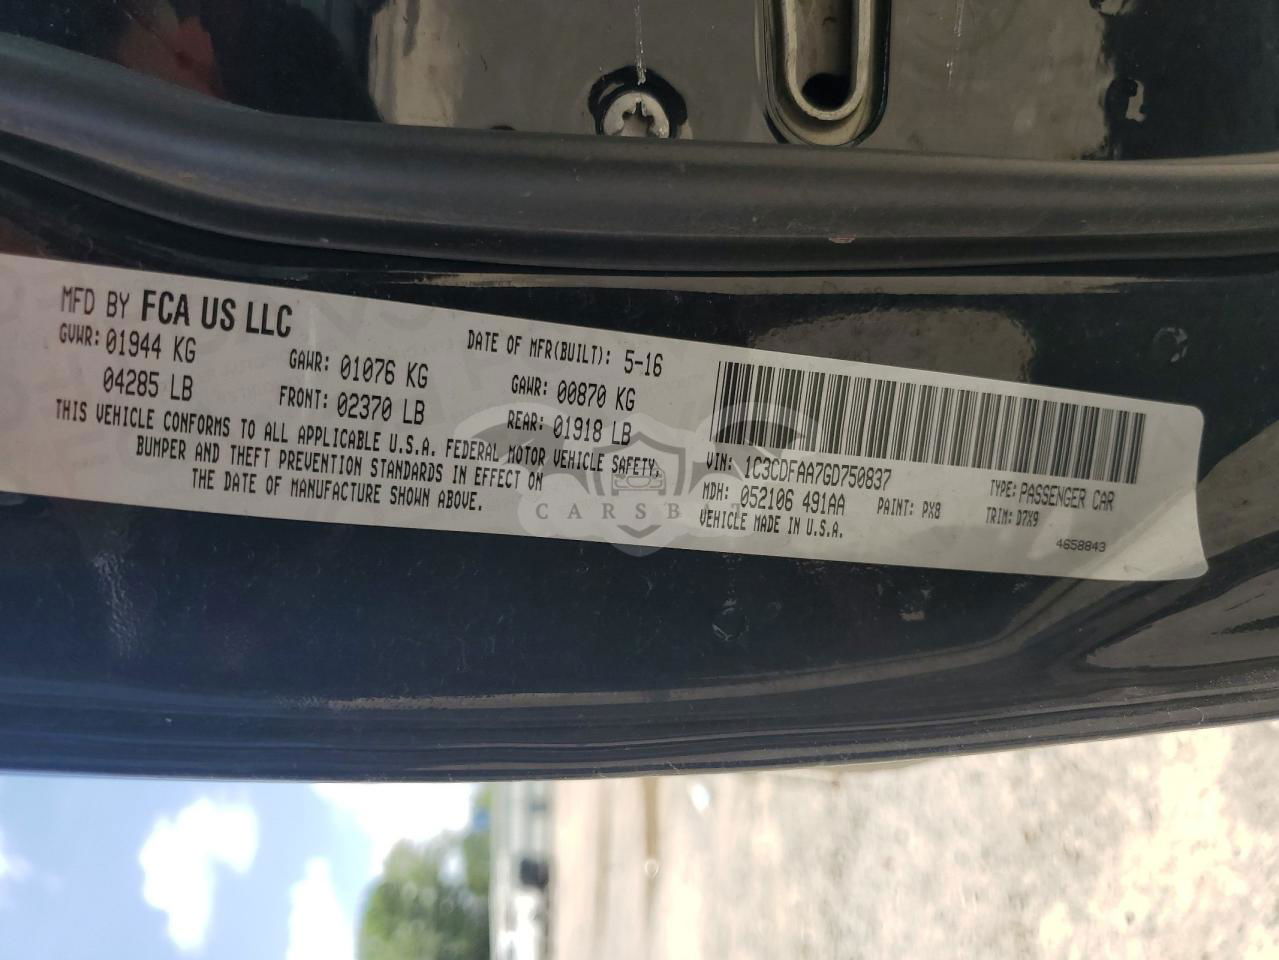 MFD BY FCA US LLC
DATE OF MFR(BUILT): 5-16
GVWR: 01944 KG
04285 LB
GAWR: 01076 KG
FRONT: 02370 LB
GAWR: 00870 KG
REAR: 01918 LB
THIS VEHICLE CONFORMS TO ALL APPLICABLE U.S.A. FEDERAL MOTOR VEHICLE SAFETY,
BUMPER AND THEFT PREVENTION STANDARDS IN EFFECT ON
THE DATE OF MANUFACTURE SHOWN ABOVE.
VIN: 1C3CDFAA7GD750837
TYPE: PASSENGER CAR
MDH: 052106 491AA
PAINT: PX8
TRIM: D7X9
VEHICLE MADE IN U.S.A.
4658843